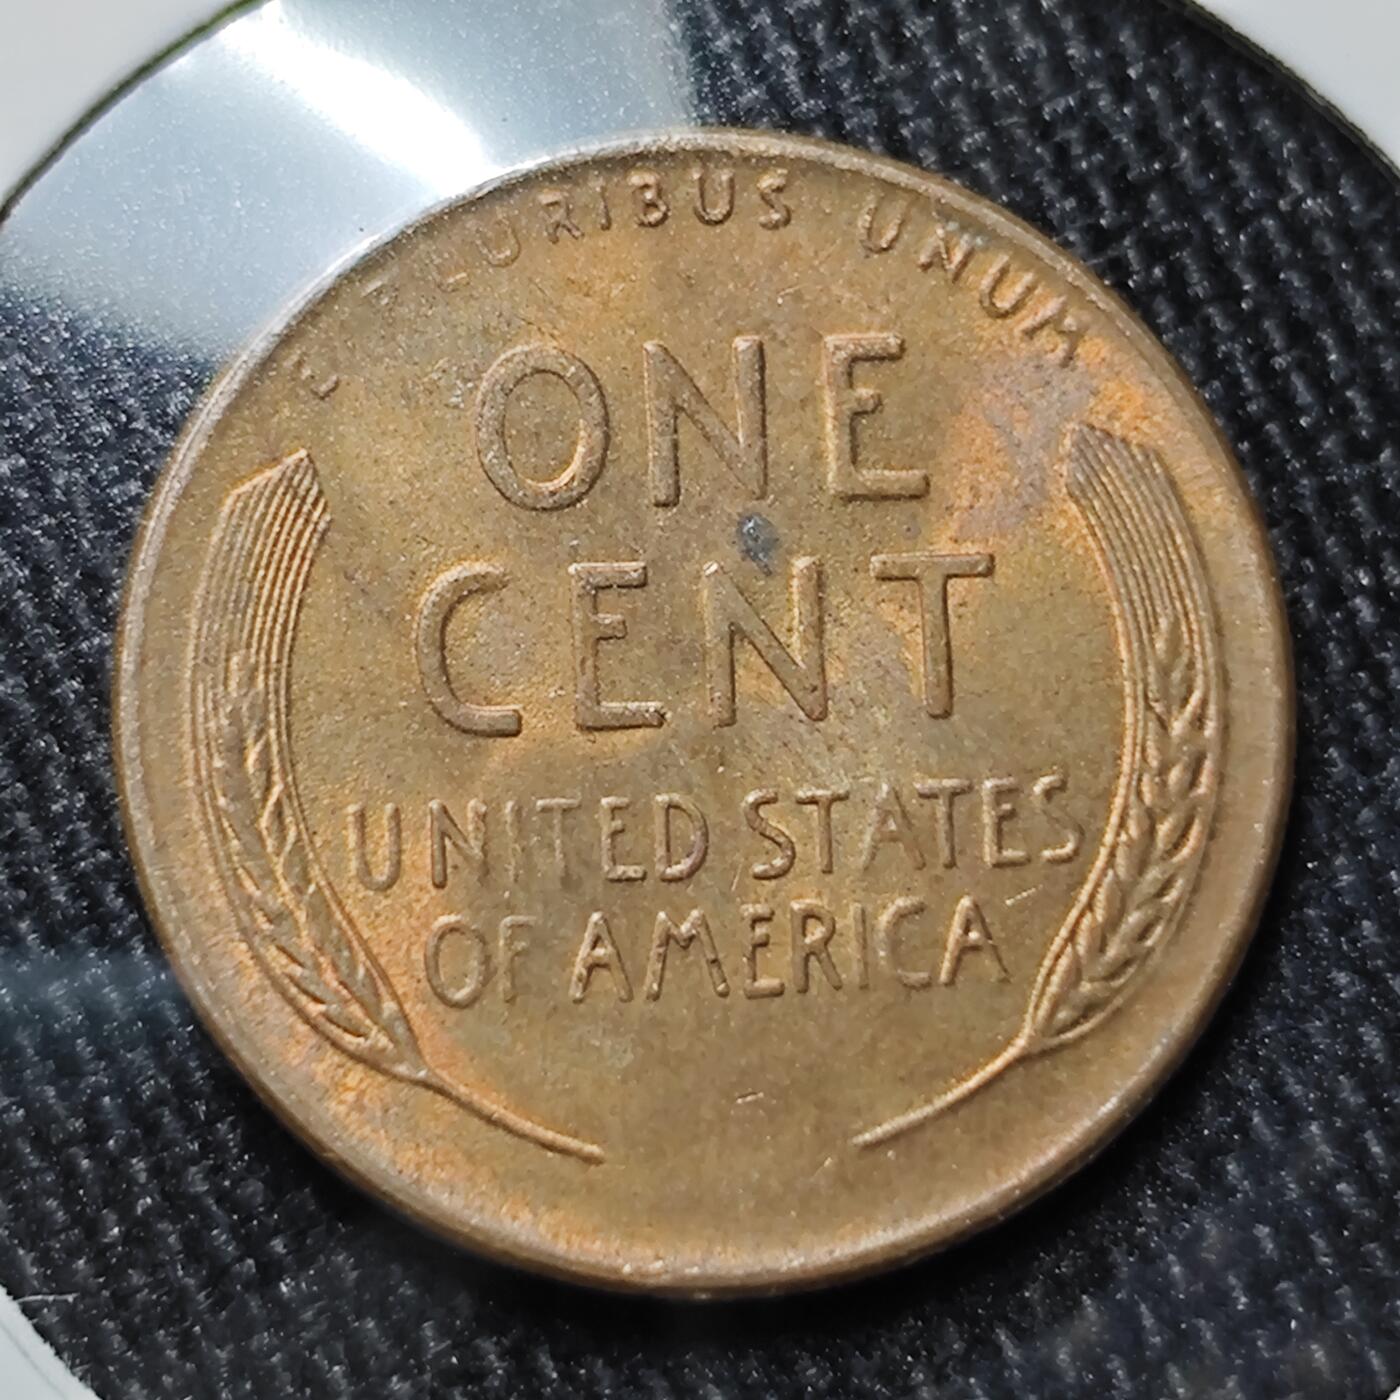 E PLURIBUS UNUM
ONE
CENT
UNITED STATES
OF AMERICA